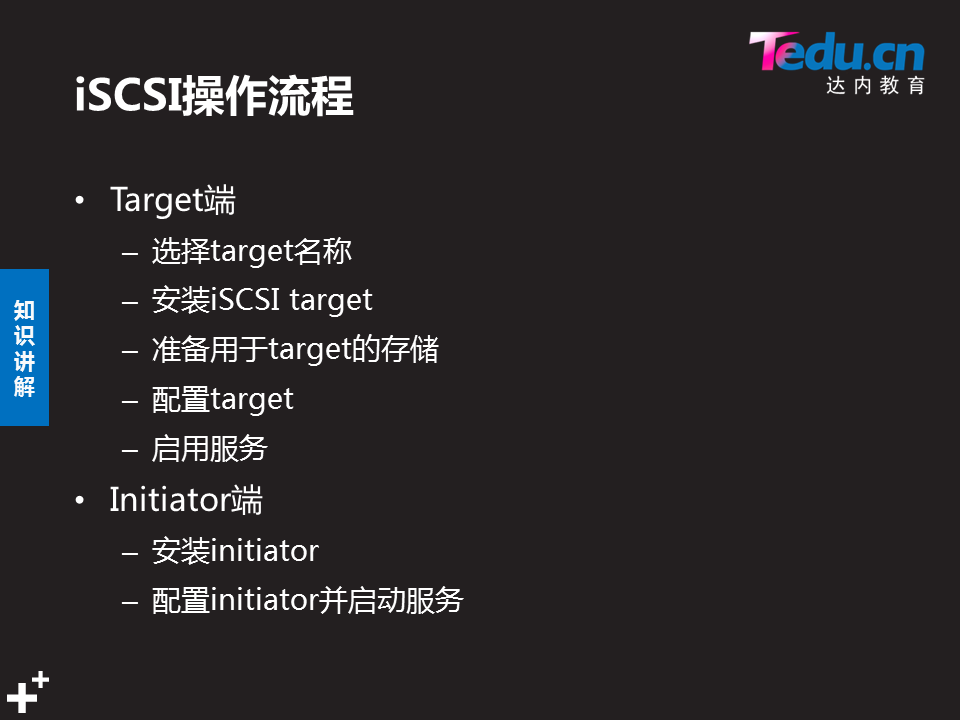 Tedu.cn
达内教育
iSCSI操作流程
• Target端
– 选择target名称
– 安装iSCSI target
– 准备用于target的存储
– 配置target
– 启用服务
• Initiator端
– 安装initiator
– 配置initiator并启动服务
知识讲解